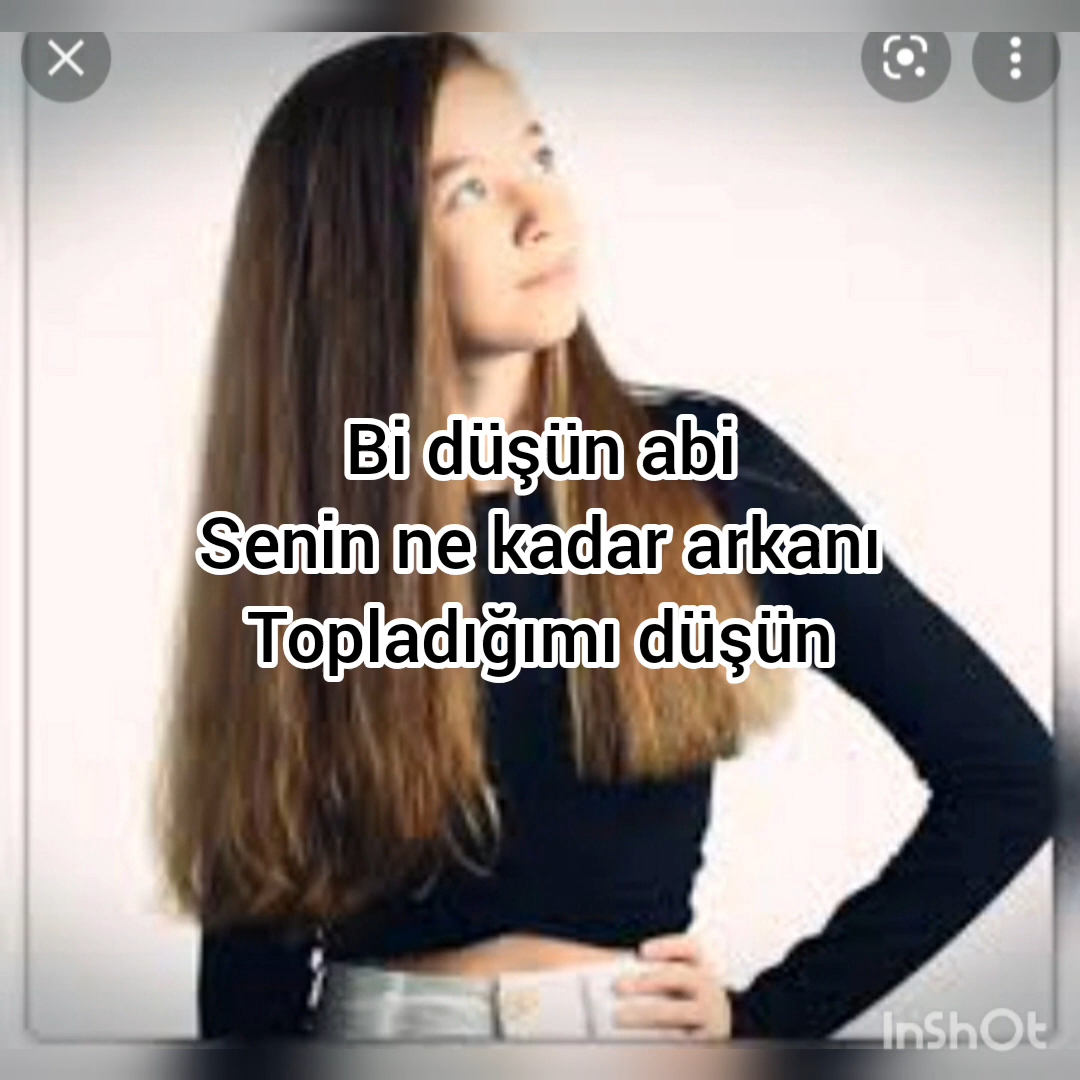 Bi düşün abi
Senin ne kadar arkanı
Topladığımı düşün
InShOt